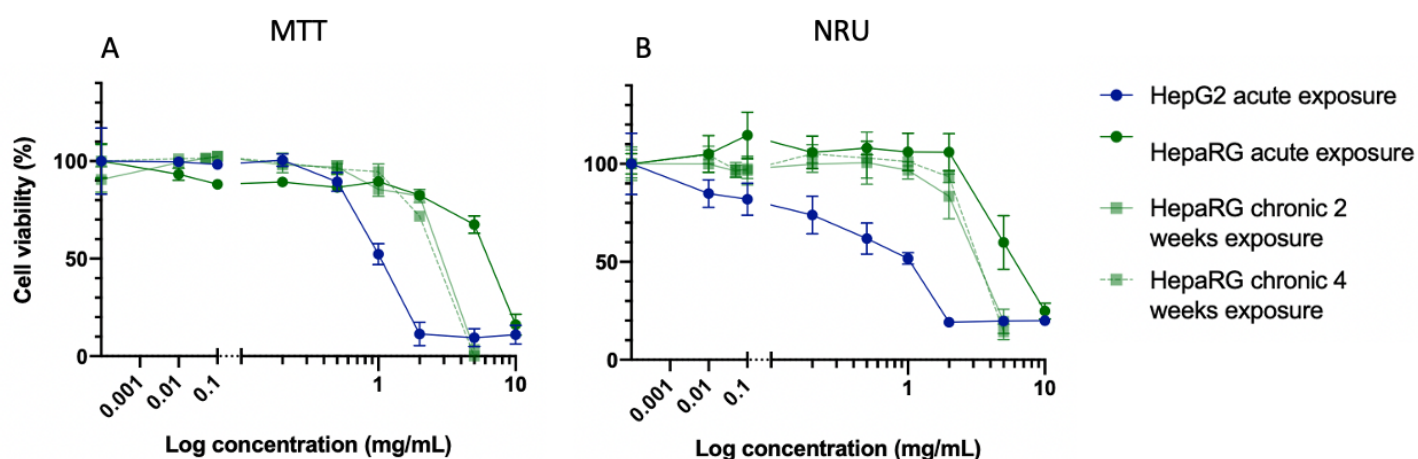 MTT
NRU
A
B
Cell viability (%)
100
50
0
0.001
0.01
0.1
1
10
Log concentration (mg/mL)
100
50
0
0.001
0.01
0.1
1
10
Log concentration (mg/mL)
HepG2 acute exposure
HepaRG acute exposure
HepaRG chronic 2
weeks exposure
HepaRG chronic 4
weeks exposure